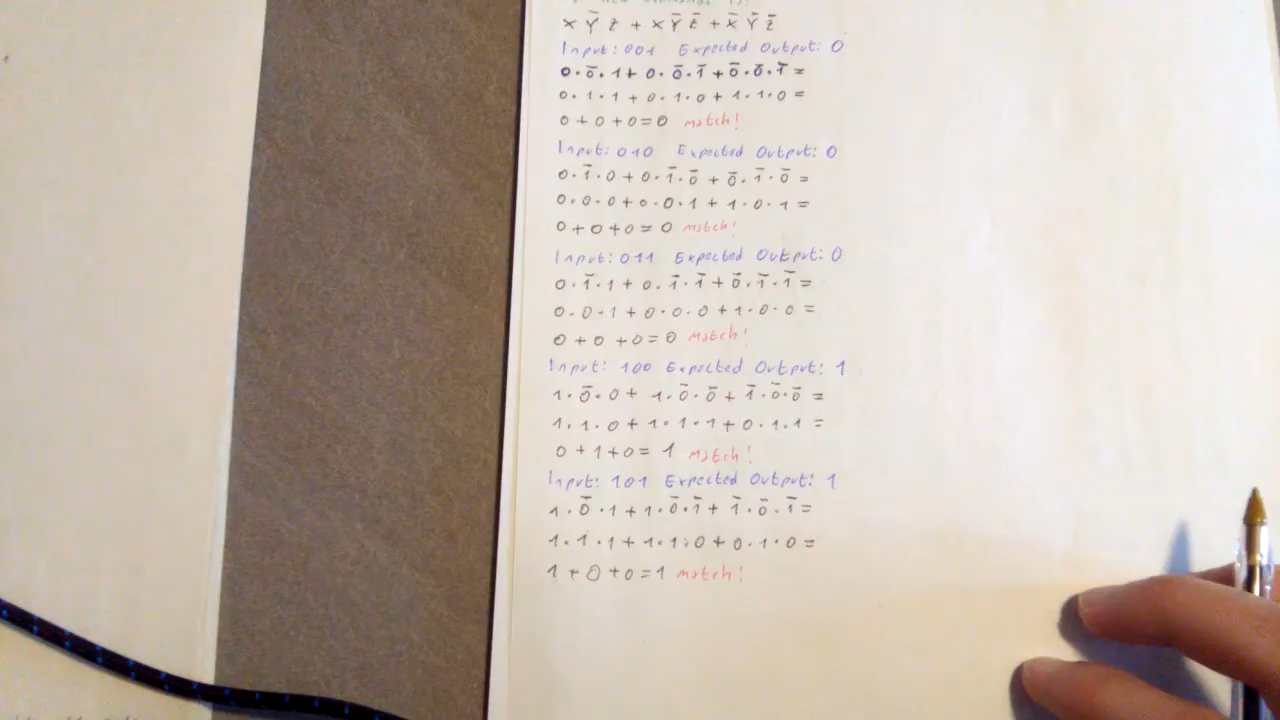 X Ȳ Z + X Ȳ Z̄ + X̄ Ȳ Z̄
Input: 001 Expected Output: 0
0·0̄·1+0·0̄·1̄+0̄·0̄·1̄=
0·1·1+0·1·0+1·1·0=
0+0+0=0 match!
Input: 010 Expected Output: 0
0·1̄·0+0·1̄·0̄+0̄·1̄·0̄=
0·0·0+0·0·1+1·0·1=
0+0+0=0 match!
Input: 011 Expected Output: 0
0·1̄·1+0·1̄·1̄+0̄·1̄·1̄=
0·0·1+0·0·0+1·0·0=
0+0+0=0 match!
Input: 100 Expected Output: 1
1·0̄·0+1·0̄·0̄+1̄·0̄·0̄=
1·1·0+1·1·1+0·1·1=
0+1+0=1 match!
Input: 101 Expected Output: 1
1·0̄·1+1·0̄·1̄+1̄·0̄·1̄=
1·1·1+1·1·0+0·1·0=
1+0+0=1 match!